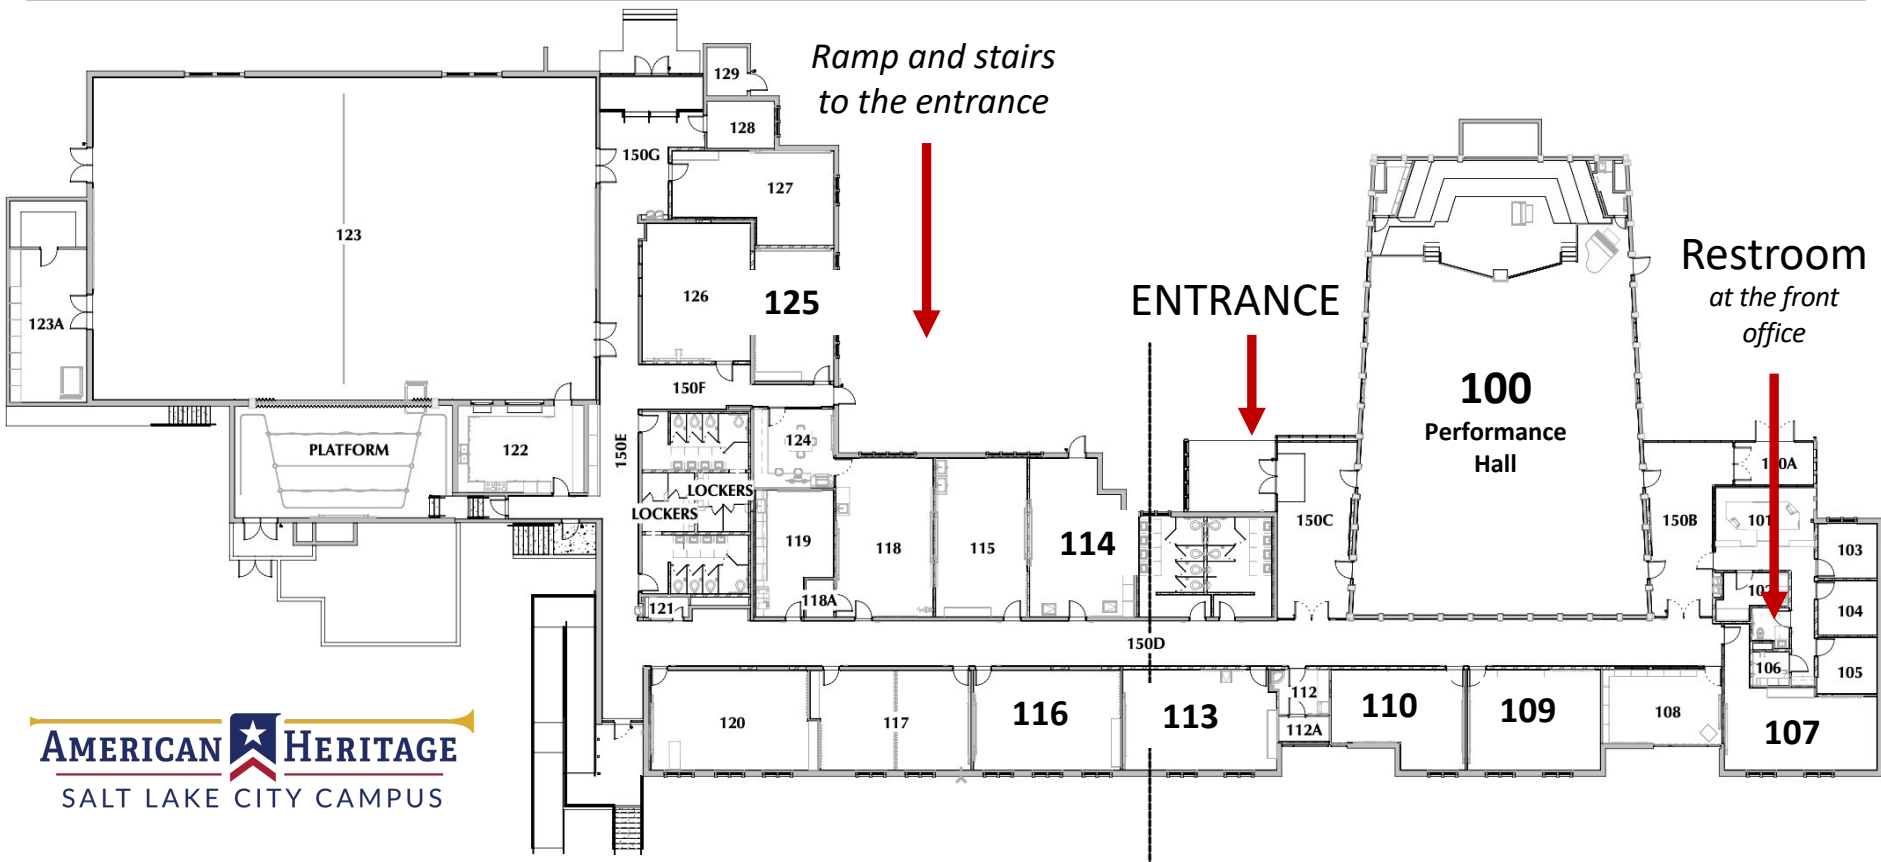 Ramp and stairs
to the entrance
129
128
150G
127
123
126
125
123A
ENTRANCE
Restroom
at the front
office
150F
100
Performance
Hall
PLATFORM
122
150E
124
LOCKERS
LOCKERS
119
118
115
114
150C
150B
101
103
104
105
106
118A
121
150D
120
117
116
113
112
112A
110
109
108
107
AMERICAN HERITAGE
SALT LAKE CITY CAMPUS